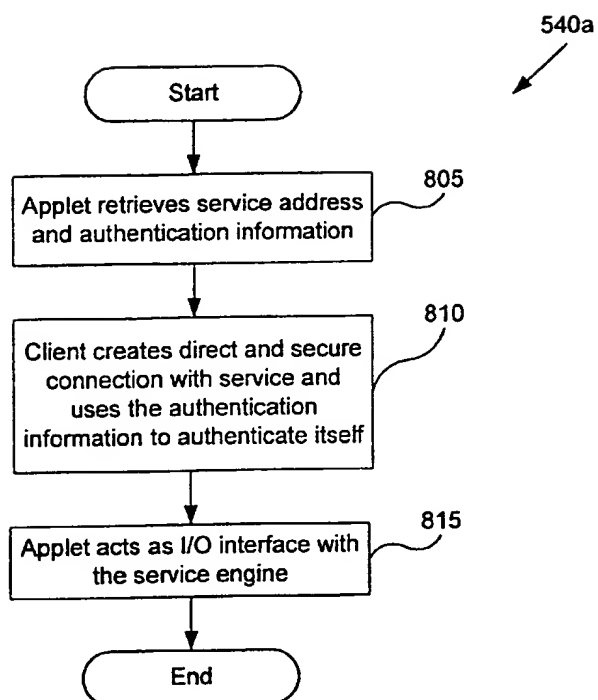 540a
Start
805
Applet retrieves service address
and authentication information
810
Client creates direct and secure
connection with service and
uses the authentication
information to authenticate itself
815
Applet acts as I/O interface with
the service engine
End